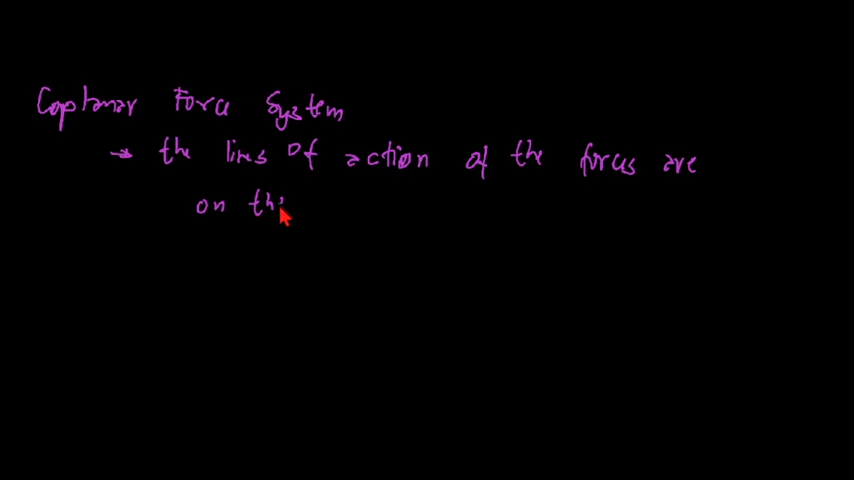 Coplanar Force System
→ the lines of action of the forces are
on th